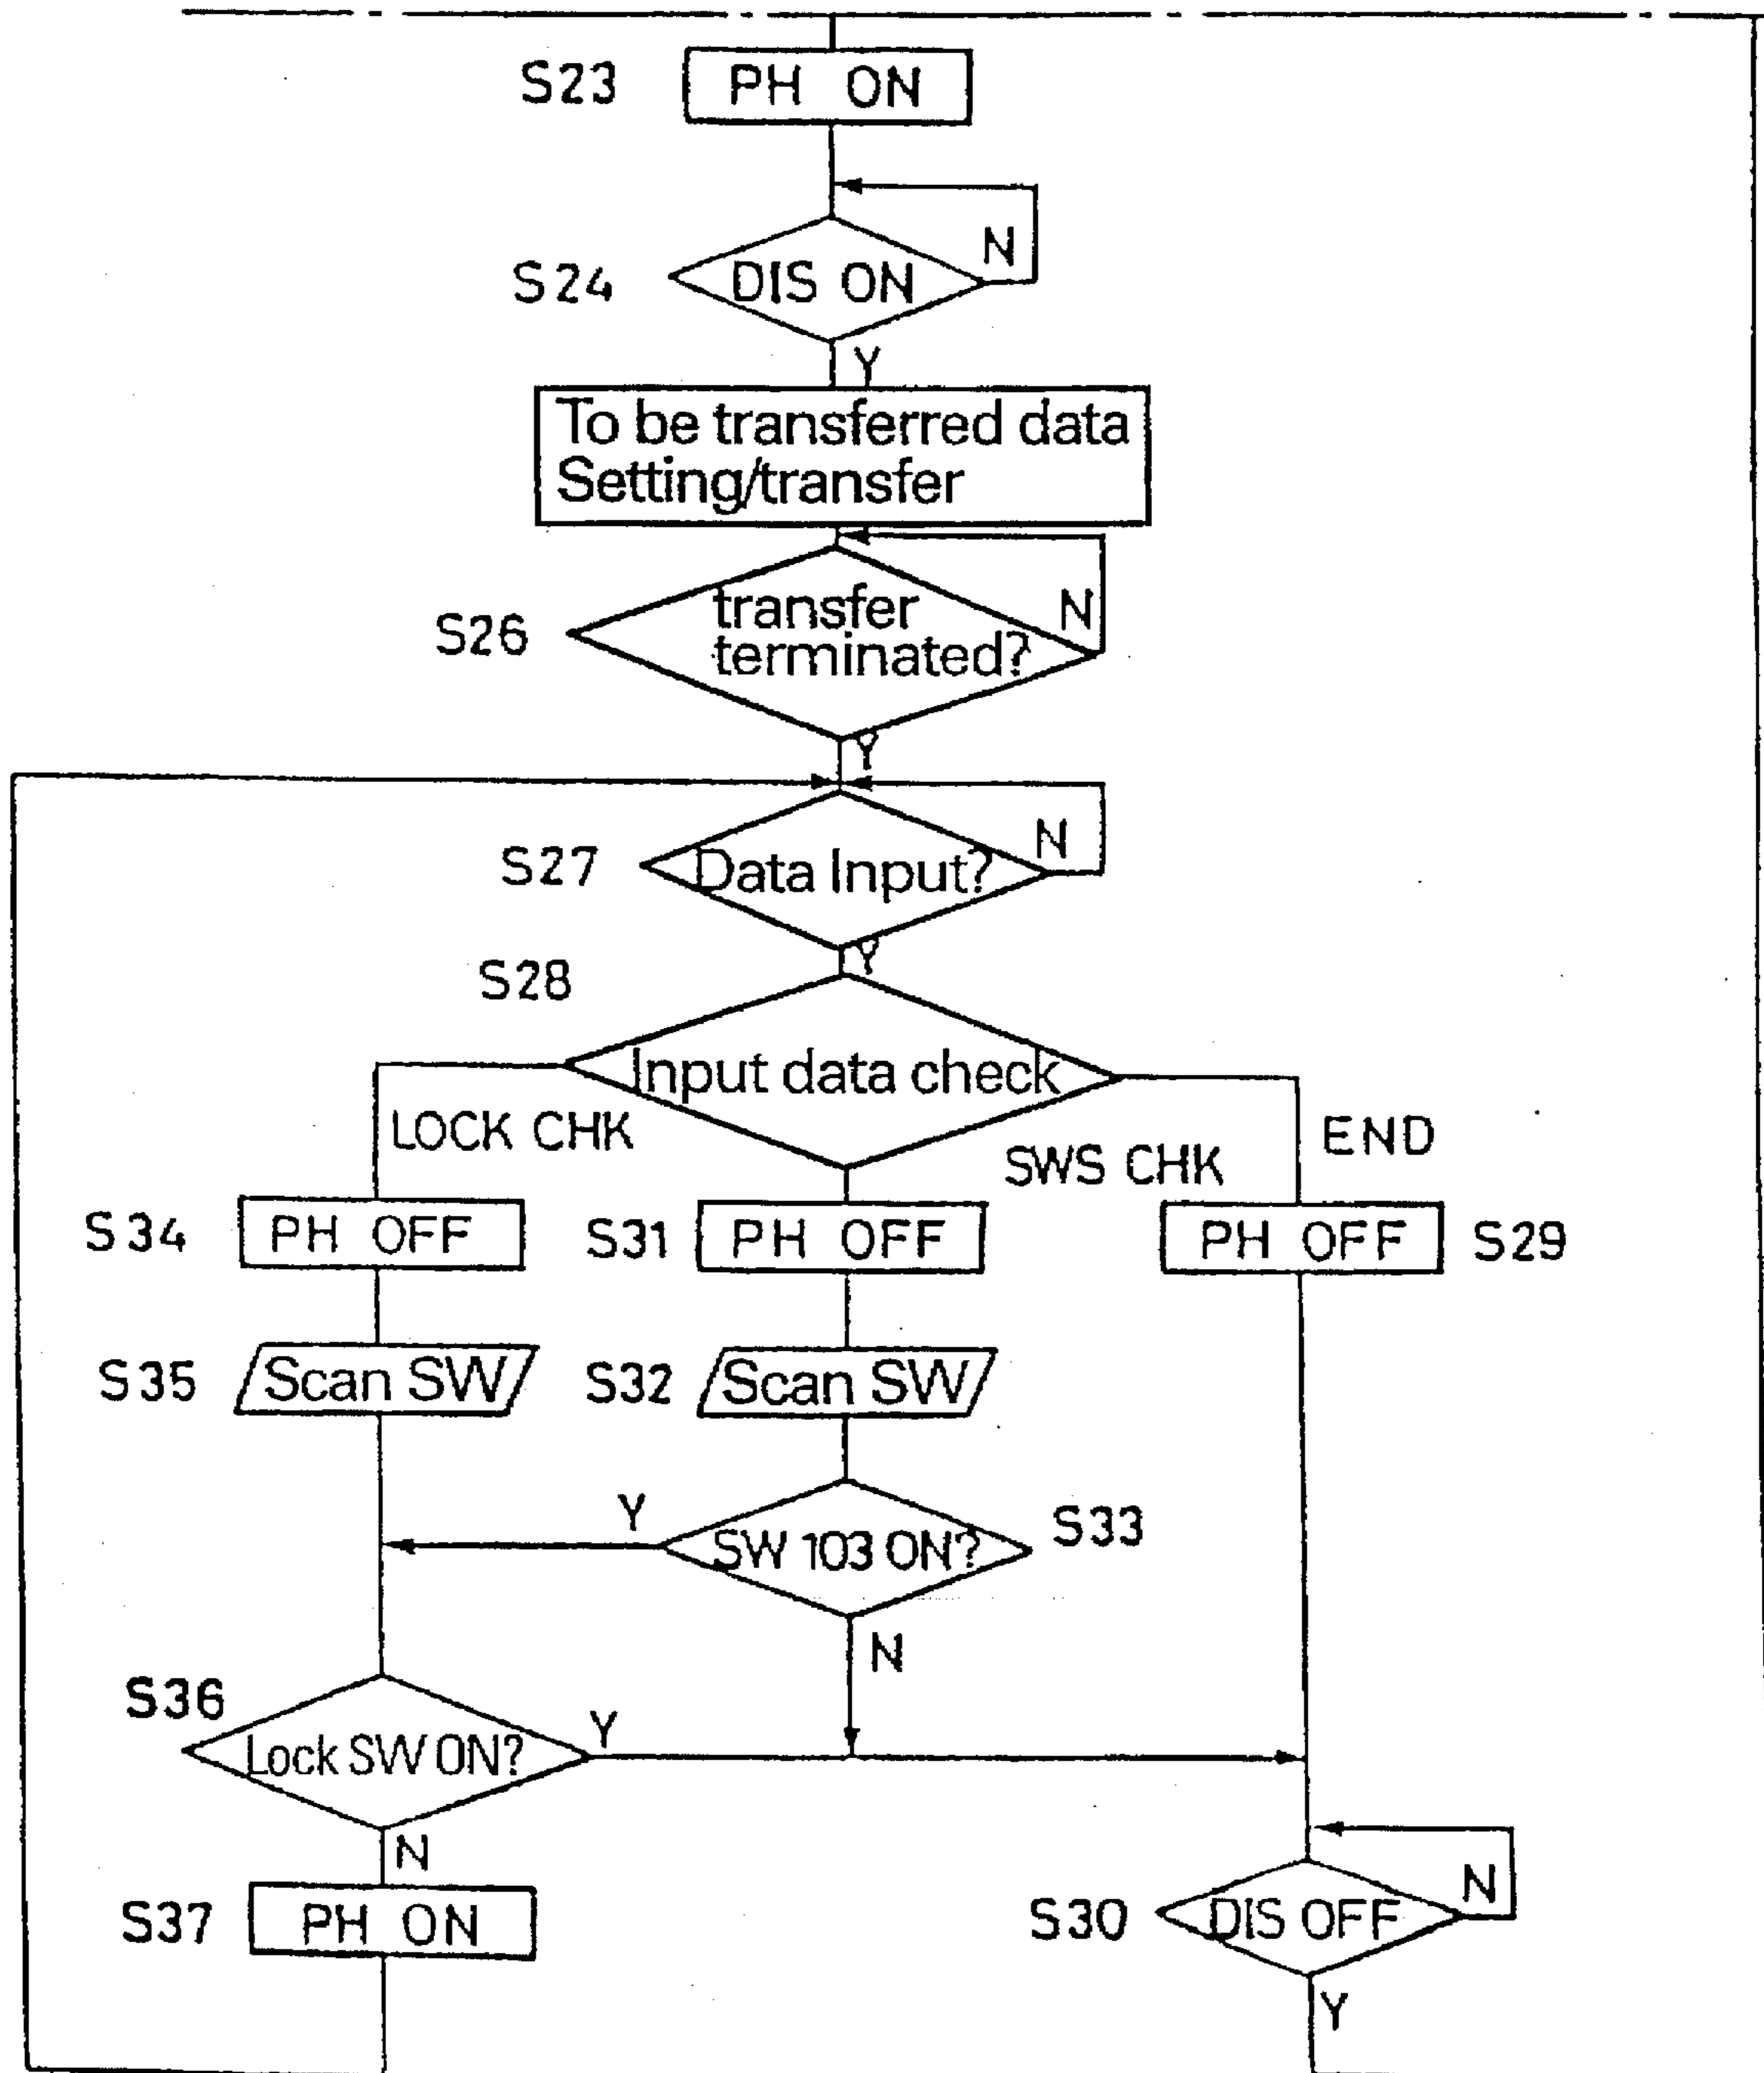 S23
PH ON
N
S24
DIS ON
Y
To be transferred data
Setting/transfer
N
S26
transfer
terminated?
Y
N
S27
Data Input?
Y
S28
Input data check
LOCK CHK
SWS CHK
END
S34
PH OFF
S31
PH OFF
PH OFF
S29
S35
Scan SW
S32
Scan SW
Y
SW 103 ON?
S33
N
S36
Lock SW ON?
Y
N
S37
PH ON
S30
DIS OFF
N
Y